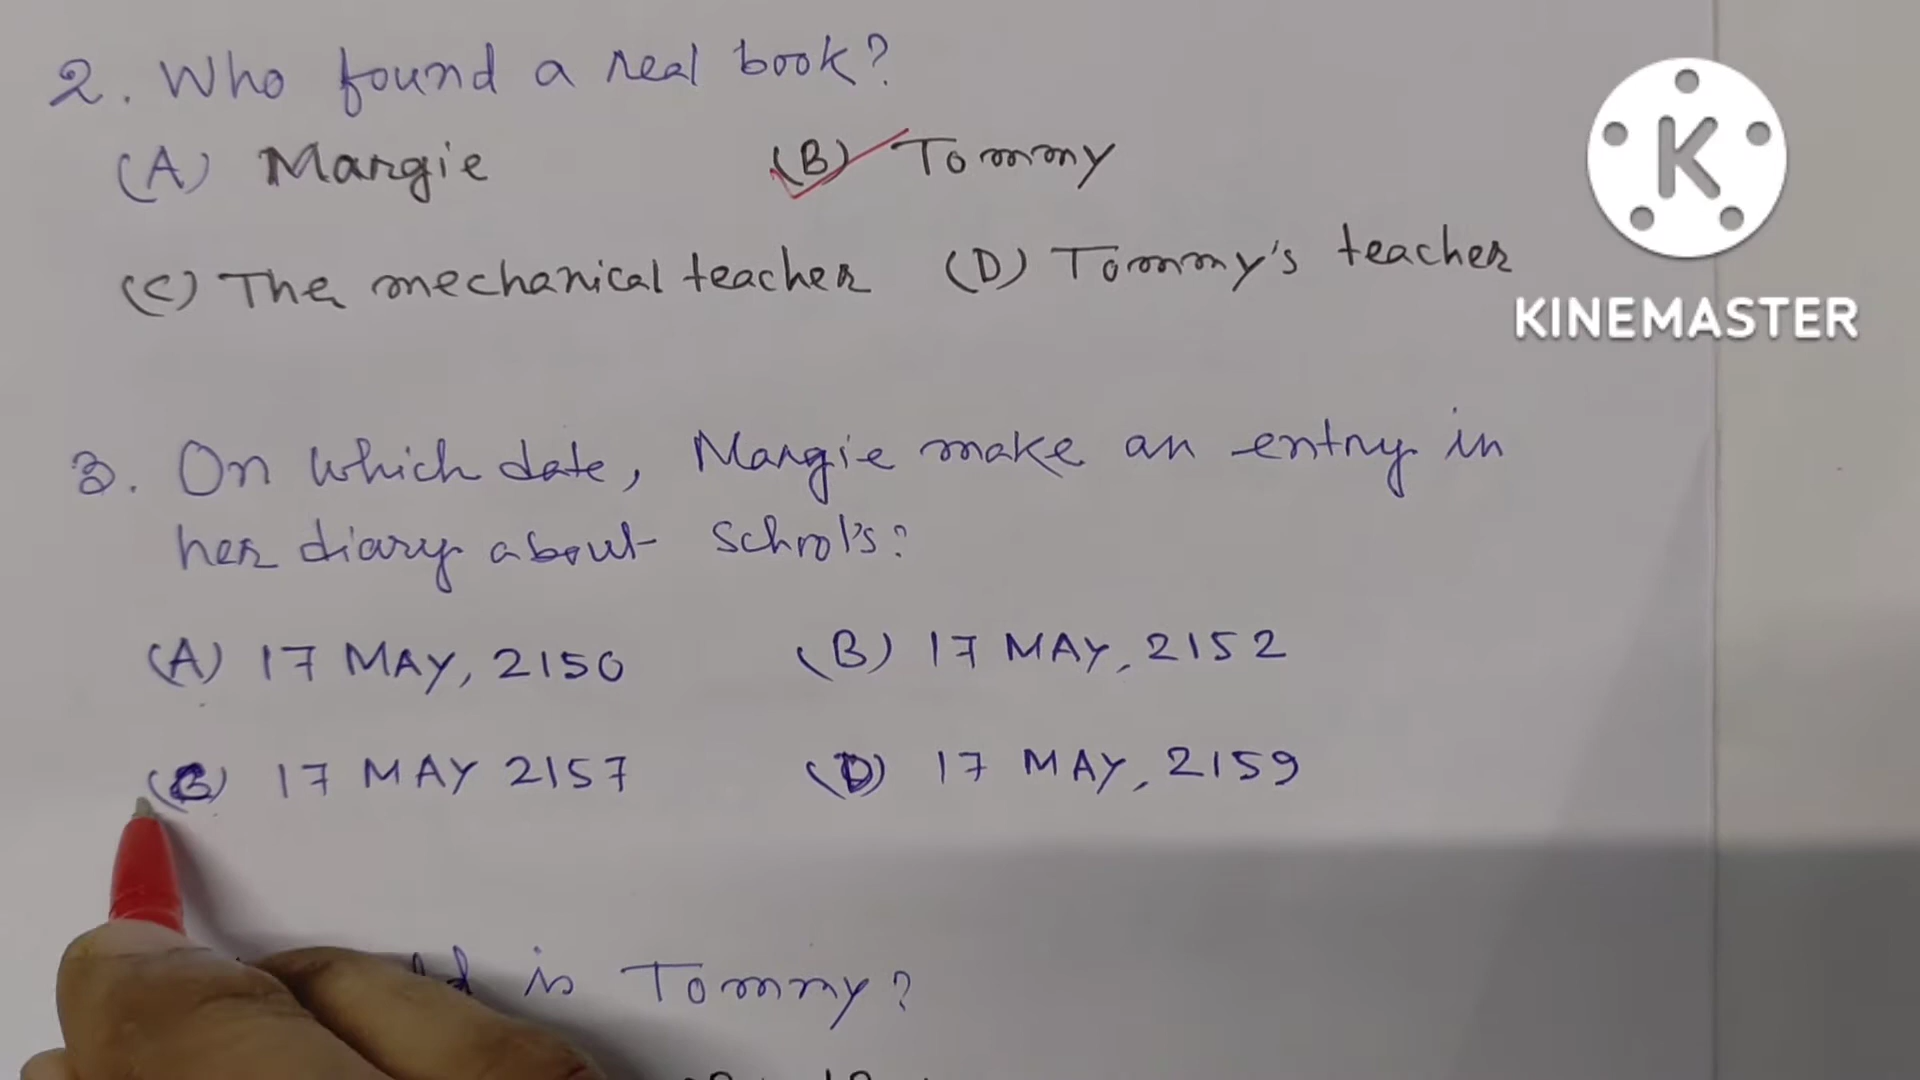 2. Who found a real book?
(A) Margie (B) Tommy
(C) The mechanical teacher (D) Tommy's teacher
K
KINEMASTER
3. On which date, Margie make an entry in
her diary about school's?
(A) 17 MAY, 2150 (B) 17 MAY, 2152
(C) 17 MAY 2157 (D) 17 MAY, 2159
is Tommy?